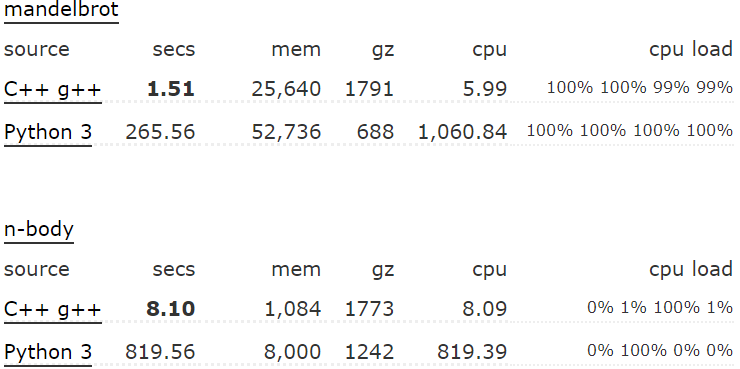 mandelbrot
source secs mem gz cpu cpu load
C++ g++ 1.51 25,640 1791 5.99 100% 100% 99% 99%
Python 3 265.56 52,736 688 1,060.84 100% 100% 100% 100%
n-body
source secs mem gz cpu cpu load
C++ g++ 8.10 1,084 1773 8.09 0% 1% 100% 1%
Python 3 819.56 8,000 1242 819.39 0% 100% 0% 0%